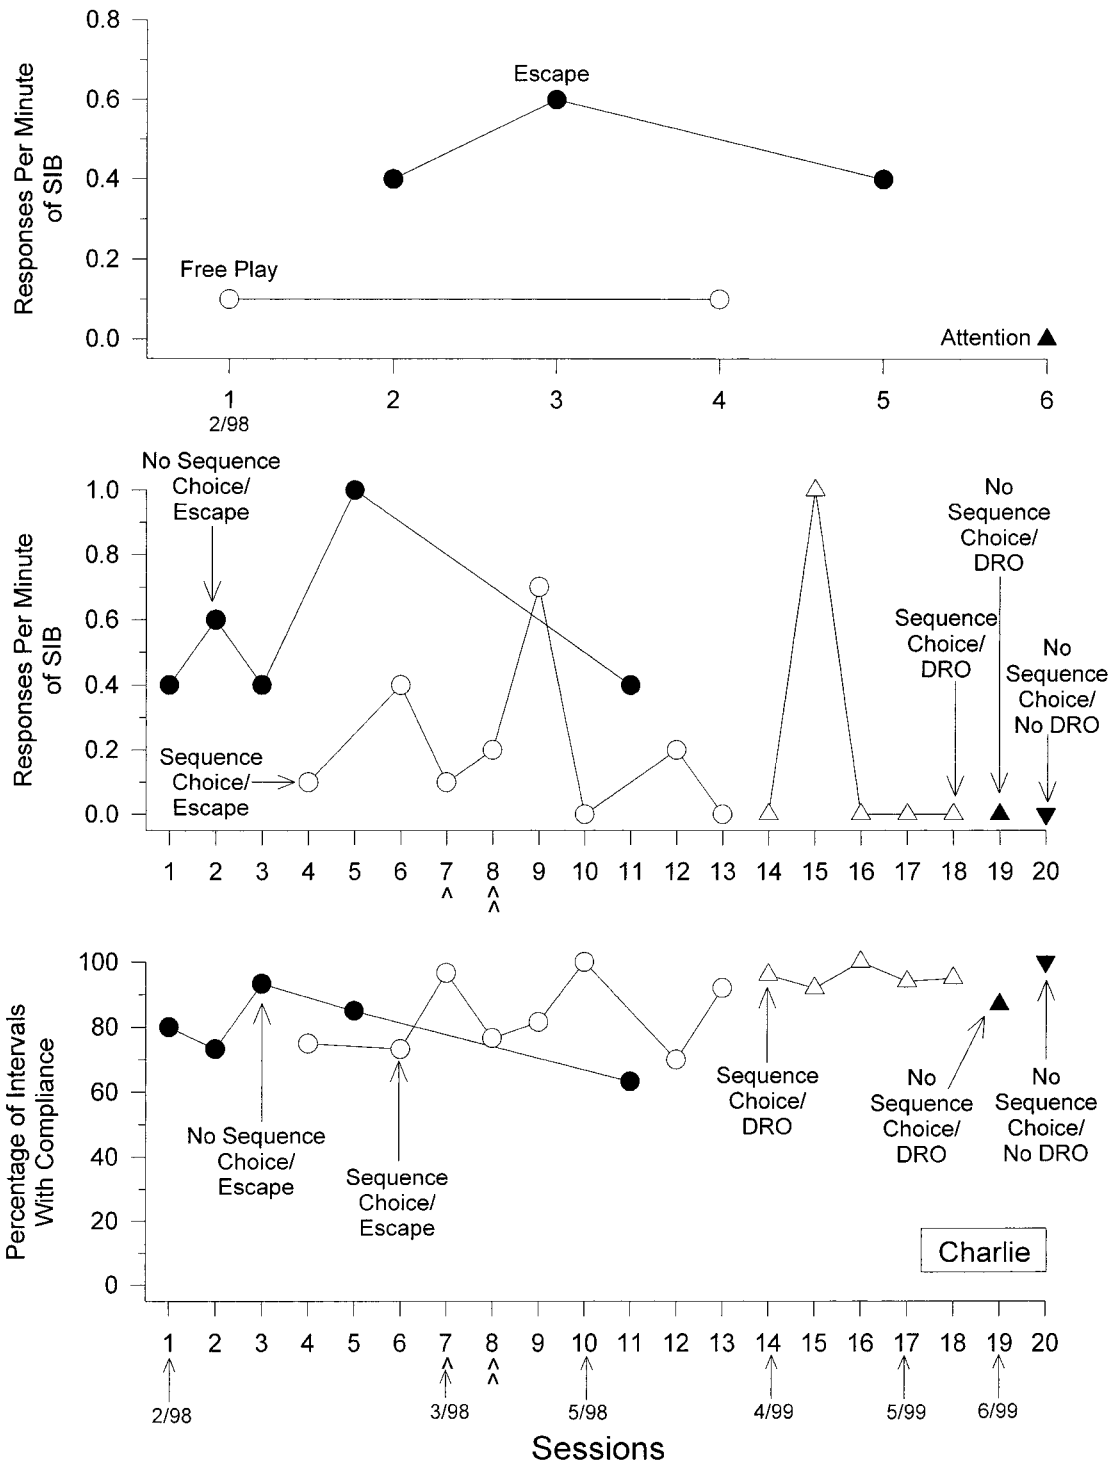 0.8
0.6
0.4
0.2
0.0
Responses Per Minute
of SIB
Escape
Free Play
Attention
1 2 3 4 5 6
2/98
1.0
0.8
0.6
0.4
0.2
0.0
Responses Per Minute
of SIB
No Sequence
Choice/
Escape
Sequence
Choice/
Escape
Sequence
Choice/
DRO
No
Sequence
Choice/
DRO
No
Sequence
Choice/
No DRO
1 2 3 4 5 6 7 8 9 10 11 12 13 14 15 16 17 18 19 20
^ ^
^
100
80
60
40
20
0
Percentage of Intervals
With Compliance
No Sequence
Choice/
Escape
Sequence
Choice/
Escape
Sequence
Choice/
DRO
No
Sequence
Choice/
DRO
No
Sequence
Choice/
No DRO
Charlie
1 2 3 4 5 6 7 8 9 10 11 12 13 14 15 16 17 18 19 20
^ ^
^
2/98 3/98 5/98 4/99 5/99 6/99
Sessions